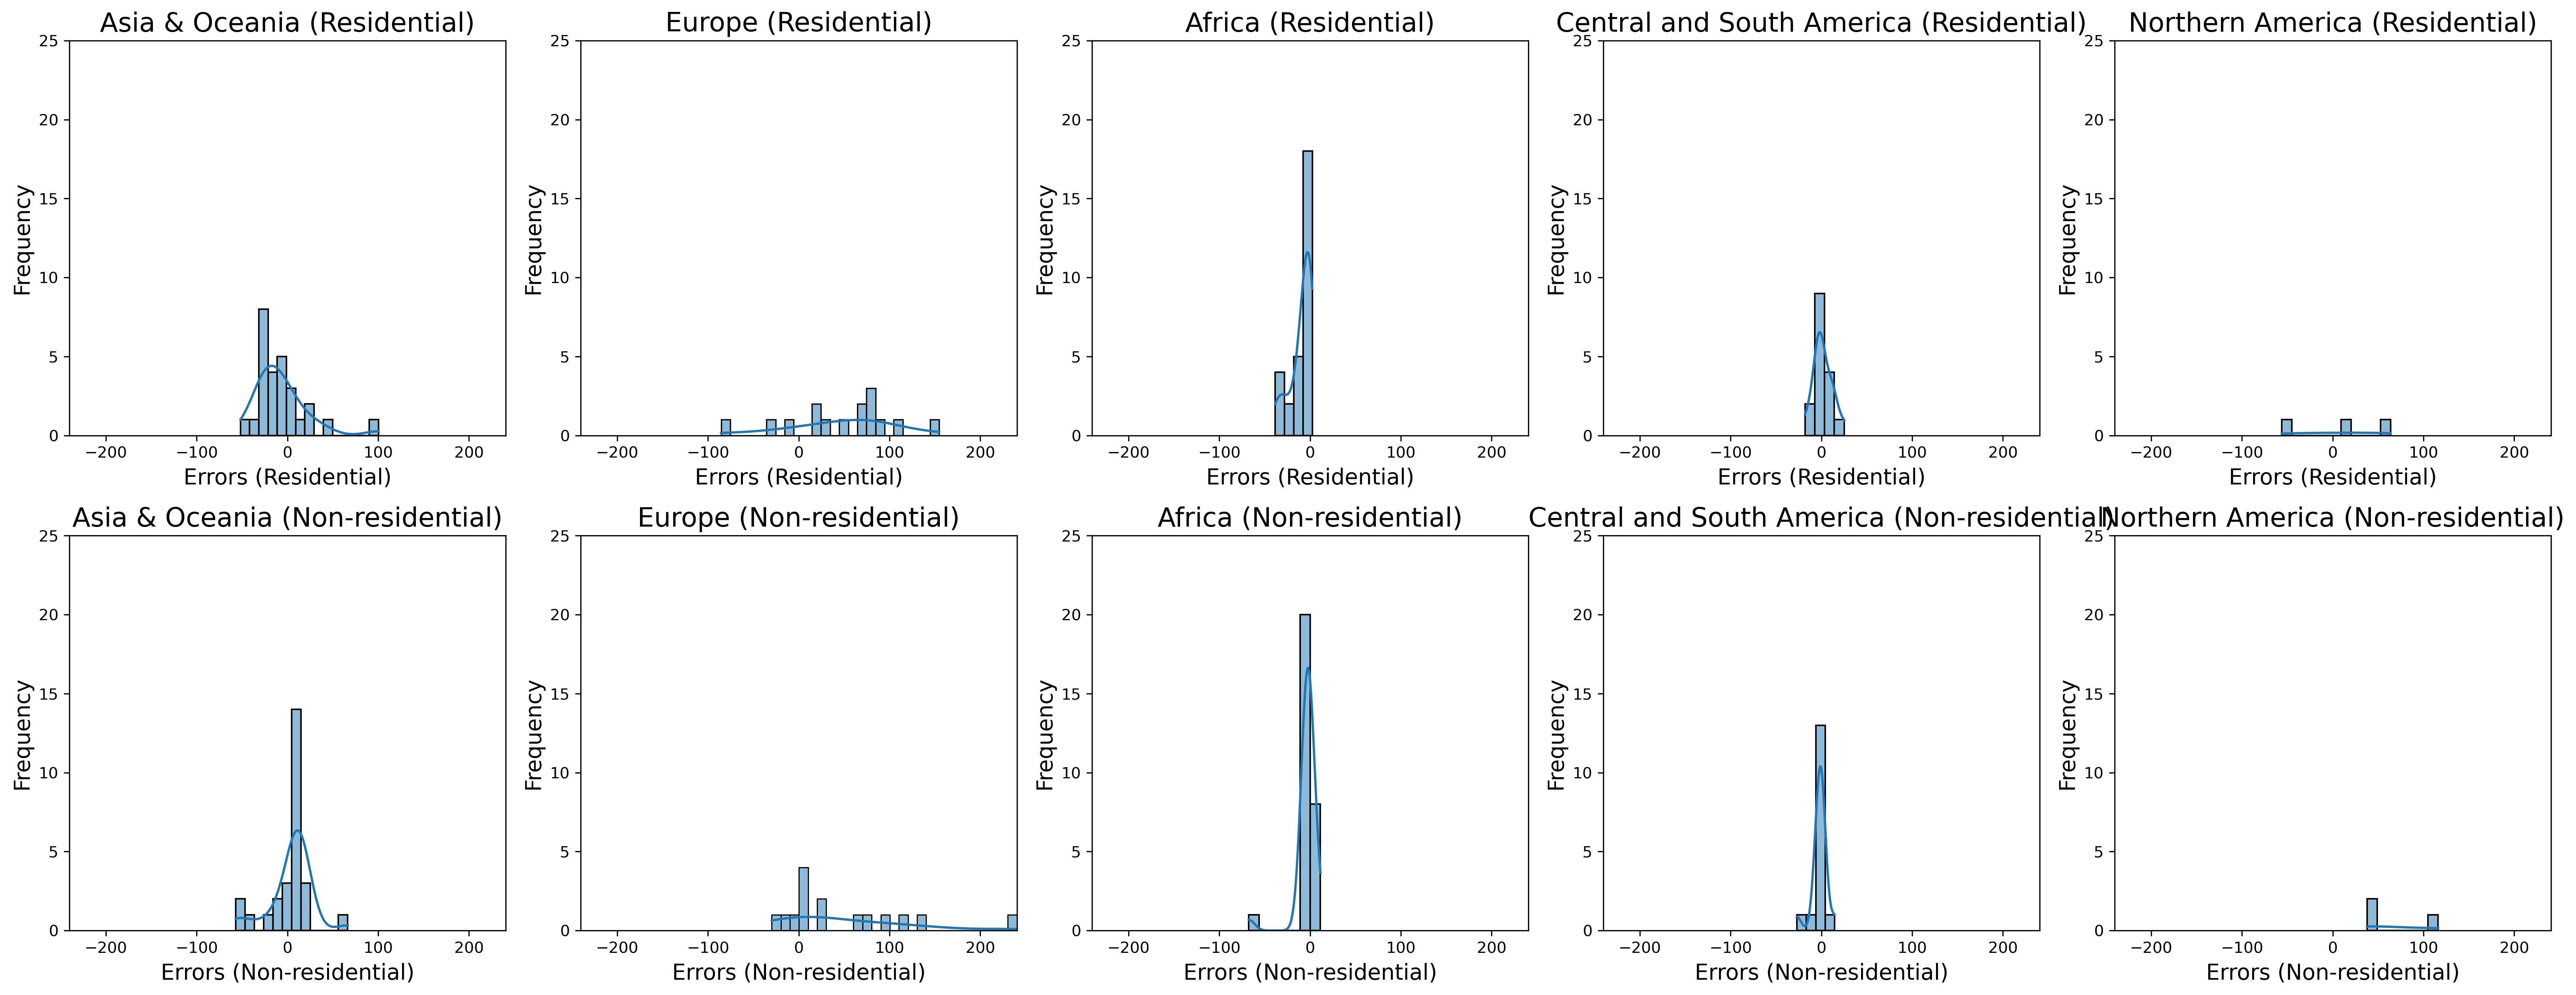 Asia & Oceania (Residential)
25
20
15
10
5
0
Frequency
−200 −100 0 100 200
Errors (Residential)
Europe (Residential)
25
20
15
10
5
0
Frequency
−200 −100 0 100 200
Errors (Residential)
Africa (Residential)
25
20
15
10
5
0
Frequency
−200 −100 0 100 200
Errors (Residential)
Central and South America (Residential)
25
20
15
10
5
0
Frequency
−200 −100 0 100 200
Errors (Residential)
Northern America (Residential)
25
20
15
10
5
0
Frequency
−200 −100 0 100 200
Errors (Residential)
Asia & Oceania (Non-residential)
25
20
15
10
5
0
Frequency
−200 −100 0 100 200
Errors (Non-residential)
Europe (Non-residential)
25
20
15
10
5
0
Frequency
−200 −100 0 100 200
Errors (Non-residential)
Africa (Non-residential)
25
20
15
10
5
0
Frequency
−200 −100 0 100 200
Errors (Non-residential)
Central and South America (Non-residential)
25
20
15
10
5
0
Frequency
−200 −100 0 100 200
Errors (Non-residential)
Northern America (Non-residential)
25
20
15
10
5
0
Frequency
−200 −100 0 100 200
Errors (Non-residential)